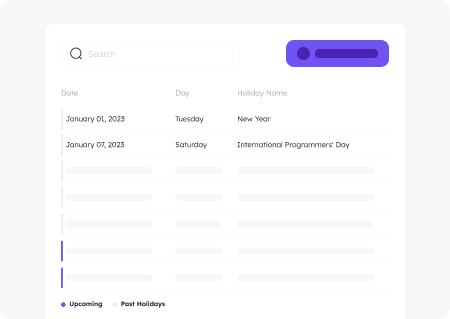 Search
Date Day Holiday Name
January 01, 2023 Tuesday New Year
January 07, 2023 Saturday International Programmers' Day
Upcoming Past Holidays